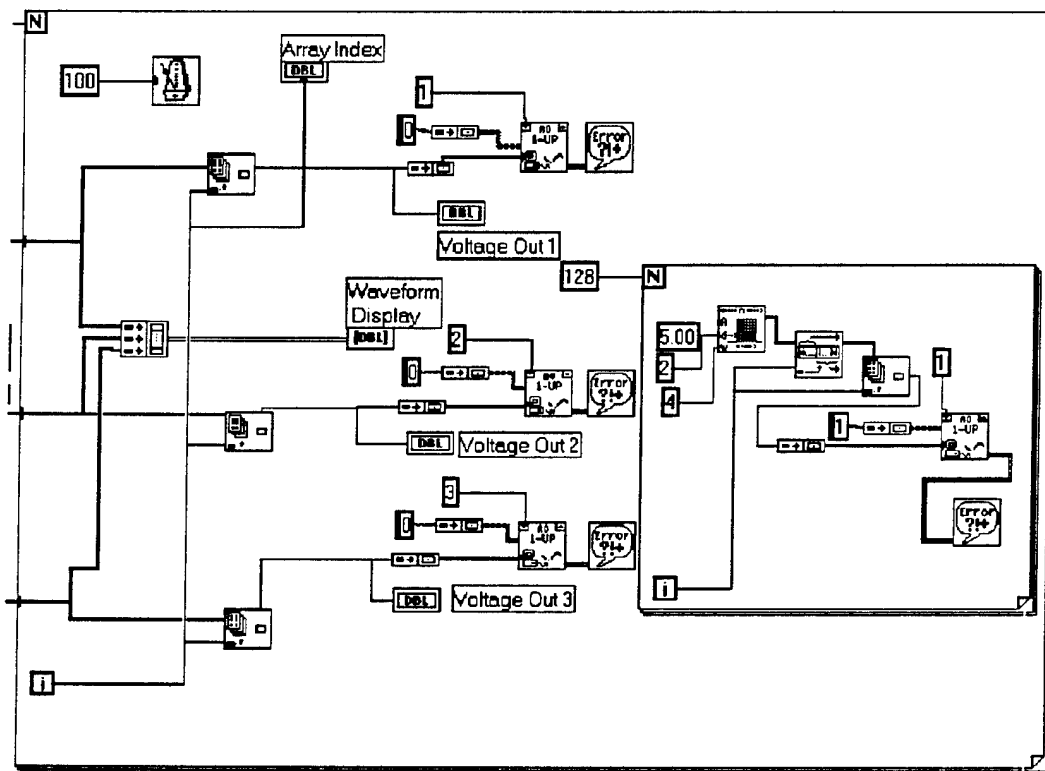 N
Array Index
DBL
100
1
0
AO
1-UP
Error
?!+
DBL
Voltage Out 1
128
N
Waveform
Display
[DBL]
5.00
2
4
2
0
1-UP
Error
?!+
1
1
AO
1-UP
DBL
Voltage Out 2
3
0
AO
1-UP
Error
?!+
Error
?!+
DBL
Voltage Out 3
i
i